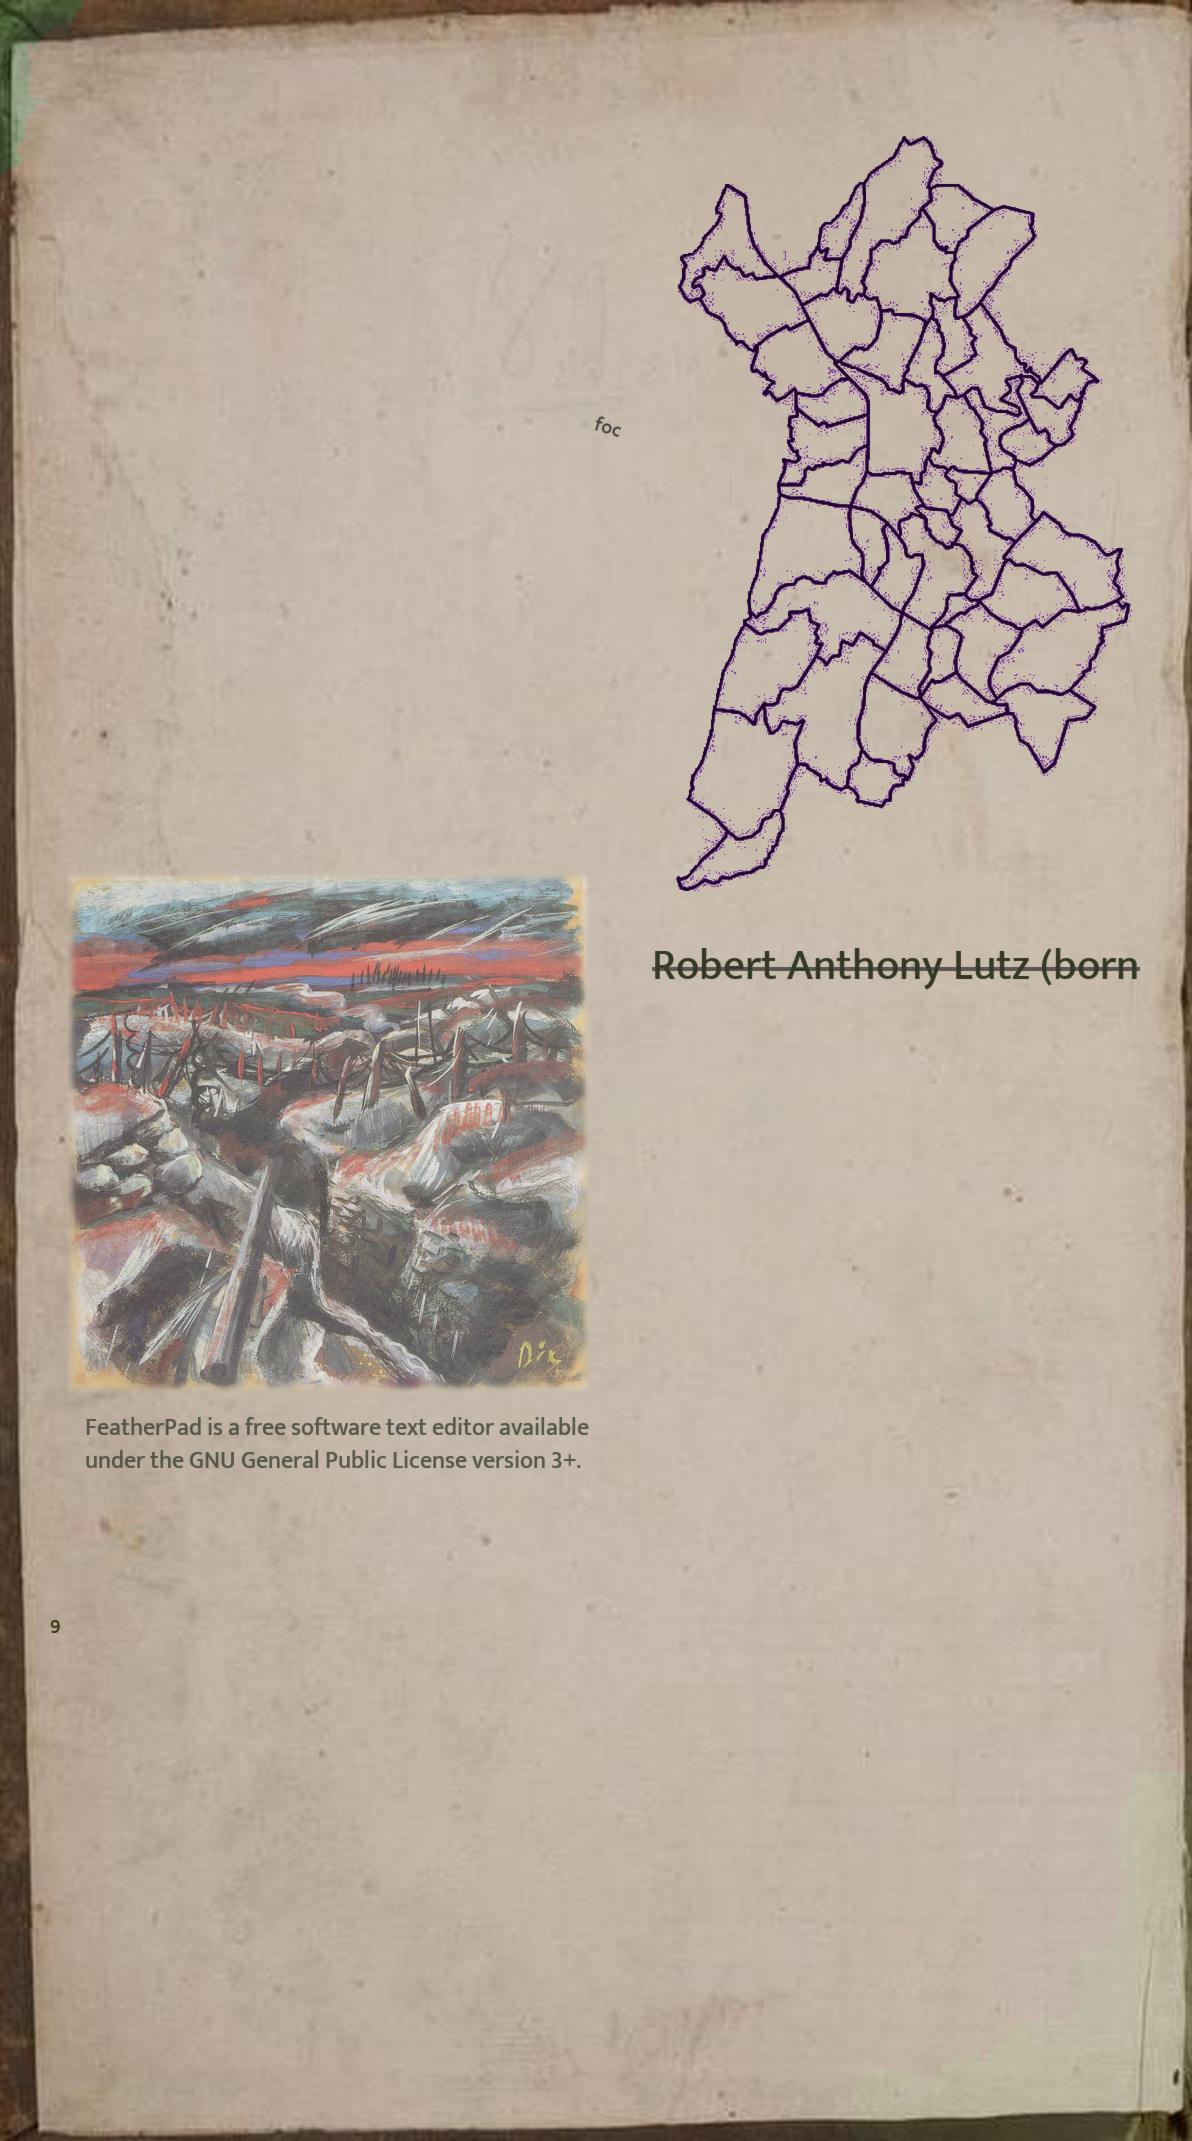 foc
Dix
FeatherPad is a free software text editor available
under the GNU General Public License version 3+.
9
Robert Anthony Lutz (born